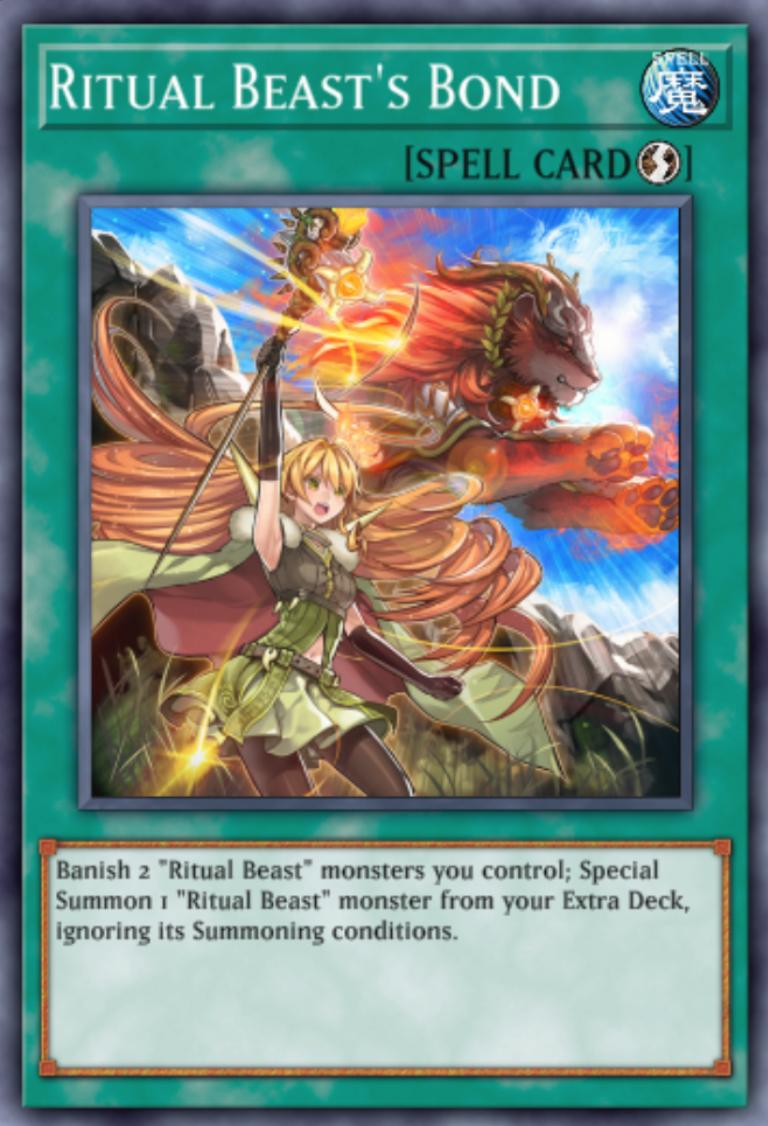 RITUAL BEAST'S BOND
SPELL
魔
[SPELL CARD]
Banish 2 "Ritual Beast" monsters you control; Special
Summon 1 "Ritual Beast" monster from your Extra Deck,
ignoring its Summoning conditions.